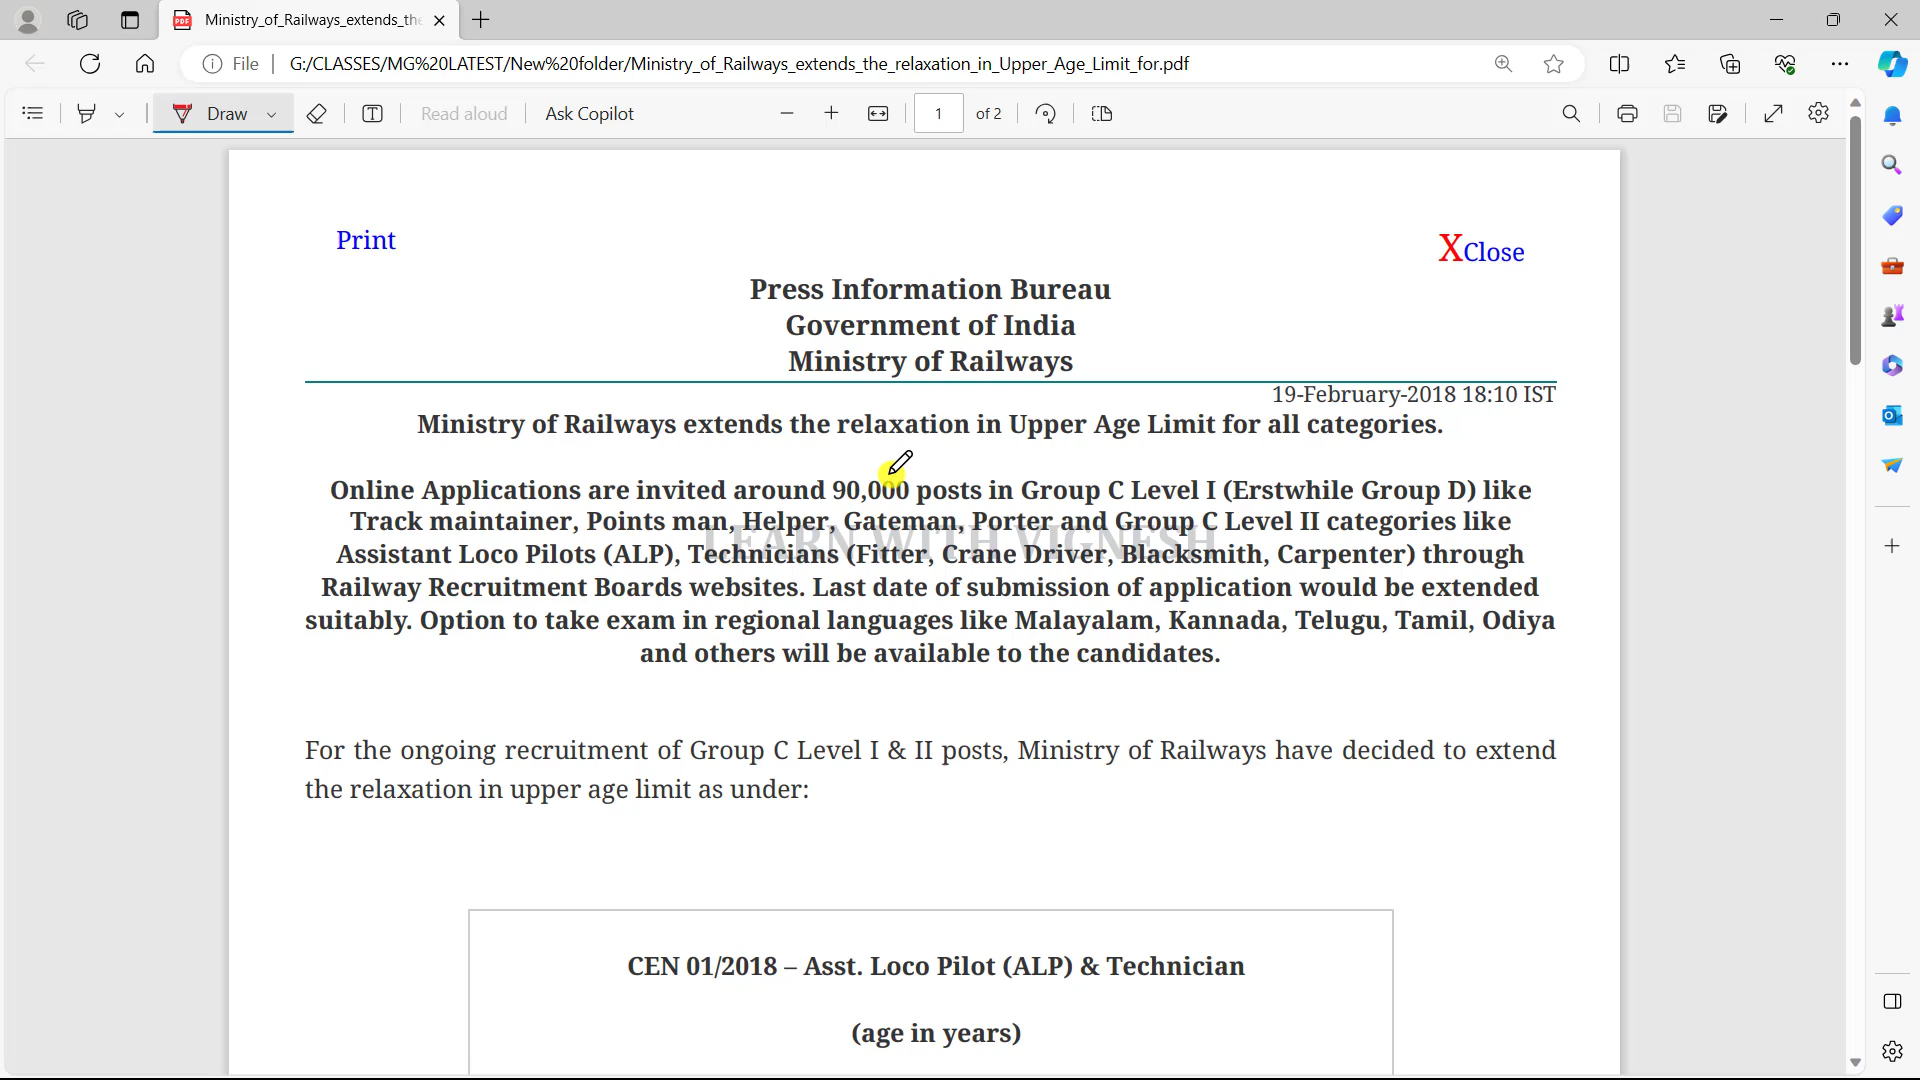 Ministry_of_Railways_extends_the
File
G:/CLASSES/MG%20LATEST/New%20folder/Ministry_of_Railways_extends_the_relaxation_in_Upper_Age_Limit_for.pdf
Draw
Read aloud
Ask Copilot
1
of 2
Print
XClose
Press Information Bureau
Government of India
Ministry of Railways
19-February-2018 18:10 IST
Ministry of Railways extends the relaxation in Upper Age Limit for all categories.
Online Applications are invited around 90,000 posts in Group C Level I (Erstwhile Group D) like
Track maintainer, Points man, Helper, Gateman, Porter and Group C Level II categories like
LEARN WITH VIGNESH
Assistant Loco Pilots (ALP), Technicians (Fitter, Crane Driver, Blacksmith, Carpenter) through
Railway Recruitment Boards websites. Last date of submission of application would be extended
suitably. Option to take exam in regional languages like Malayalam, Kannada, Telugu, Tamil, Odiya
and others will be available to the candidates.
For the ongoing recruitment of Group C Level I & II posts, Ministry of Railways have decided to extend
the relaxation in upper age limit as under:
CEN 01/2018 – Asst. Loco Pilot (ALP) & Technician
(age in years)